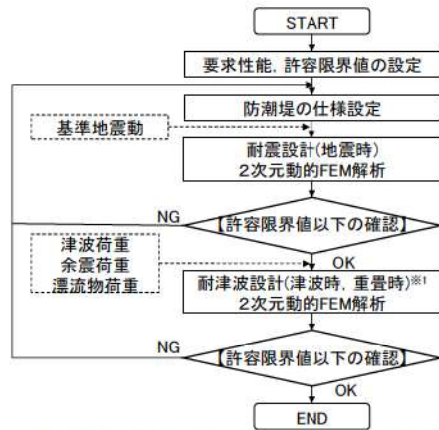 START
要求性能, 許容限界値の設定
防潮堤の仕様設定
基準地震動
耐震設計(地震時)
2次元動的FEM解析
NG
【許容限界値以下の確認】
OK
津波荷重
余震荷重
漂流物荷重
耐津波設計(津波時, 重畳時)※1
2次元動的FEM解析
NG
【許容限界値以下の確認】
OK
END